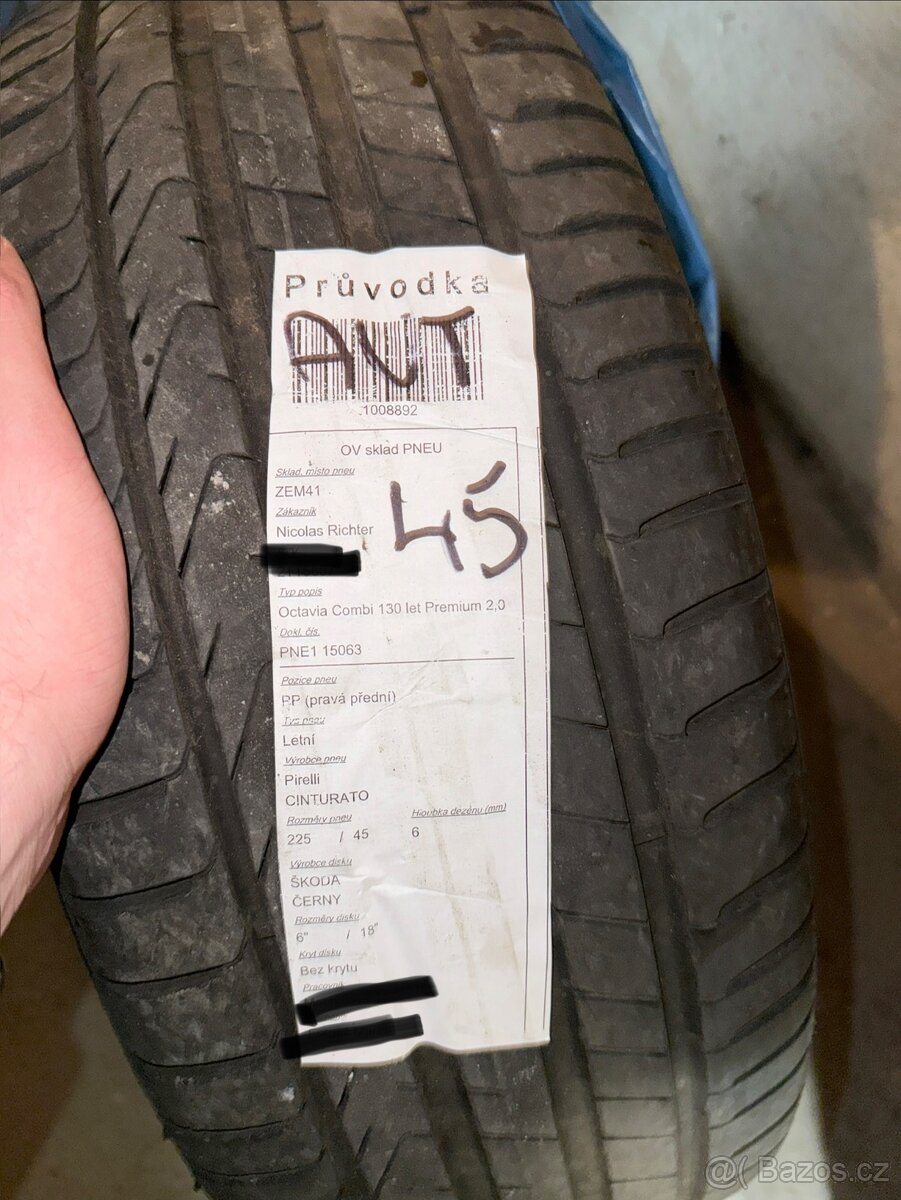 Průvodka
AVT
1008892
OV sklad PNEU
Sklad. místo pneu
ZEM41
Zákazník
Nicolas Richter
45
Typ popis
Octavia Combi 130 let Premium 2,0
Dokl. čís.
PNE1 15063
Pozice pneu
PP (pravá přední)
Typ pneu
Letní
Výrobce pneu
Pirelli
CINTURATO
Rozměry pneu Hloubka dezénu (mm)
225 / 45 6
Výrobce disku
ŠKODA
ČERNÝ
Rozměry disku
6" / 18"
Kryt disku
Bez krytu
Pracovník
@( Bazos.cz